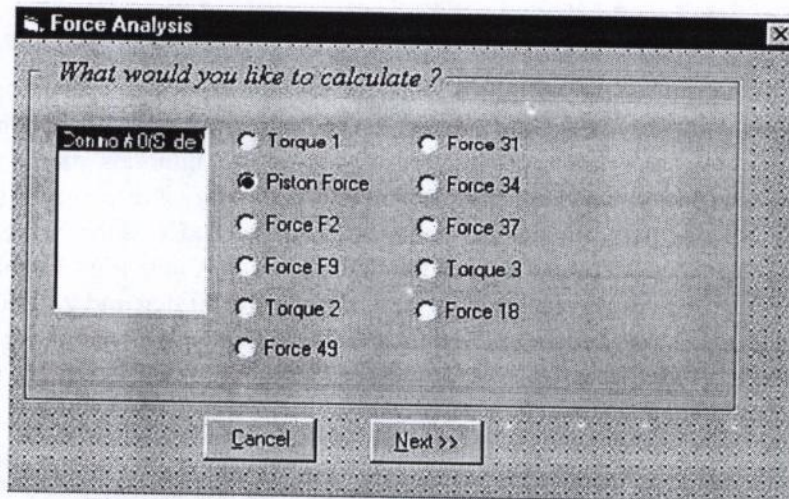 Force Analysis
What would you like to calculate ?
Torque 1
Piston Force
Force F2
Force F9
Torque 2
Force 49
Force 31
Force 34
Force 37
Torque 3
Force 18
Cancel
Next >>